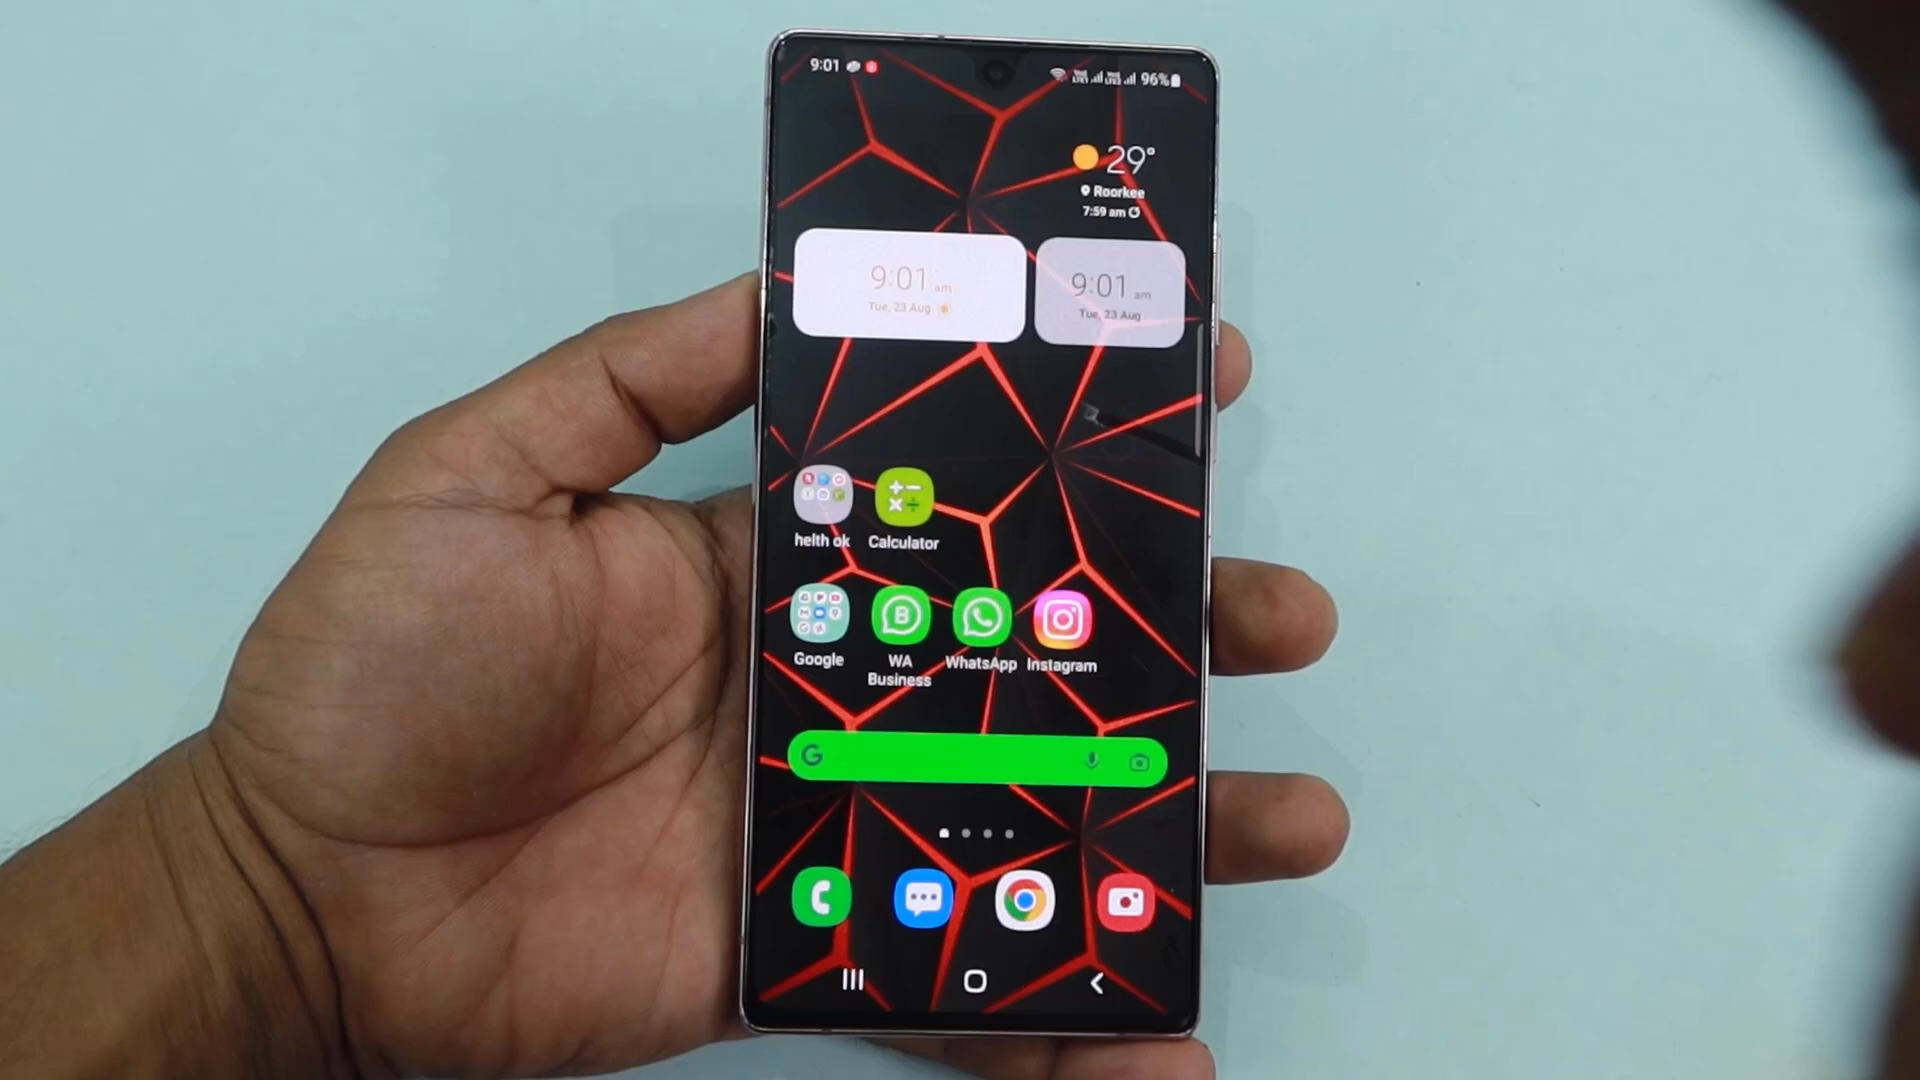 9:01
96%
29°
Roorkee
7:59 am
9:01 am
Tue, 23 Aug
9:01 am
Tue, 23 Aug
helth ok
Calculator
Google
WA Business
WhatsApp
Instagram